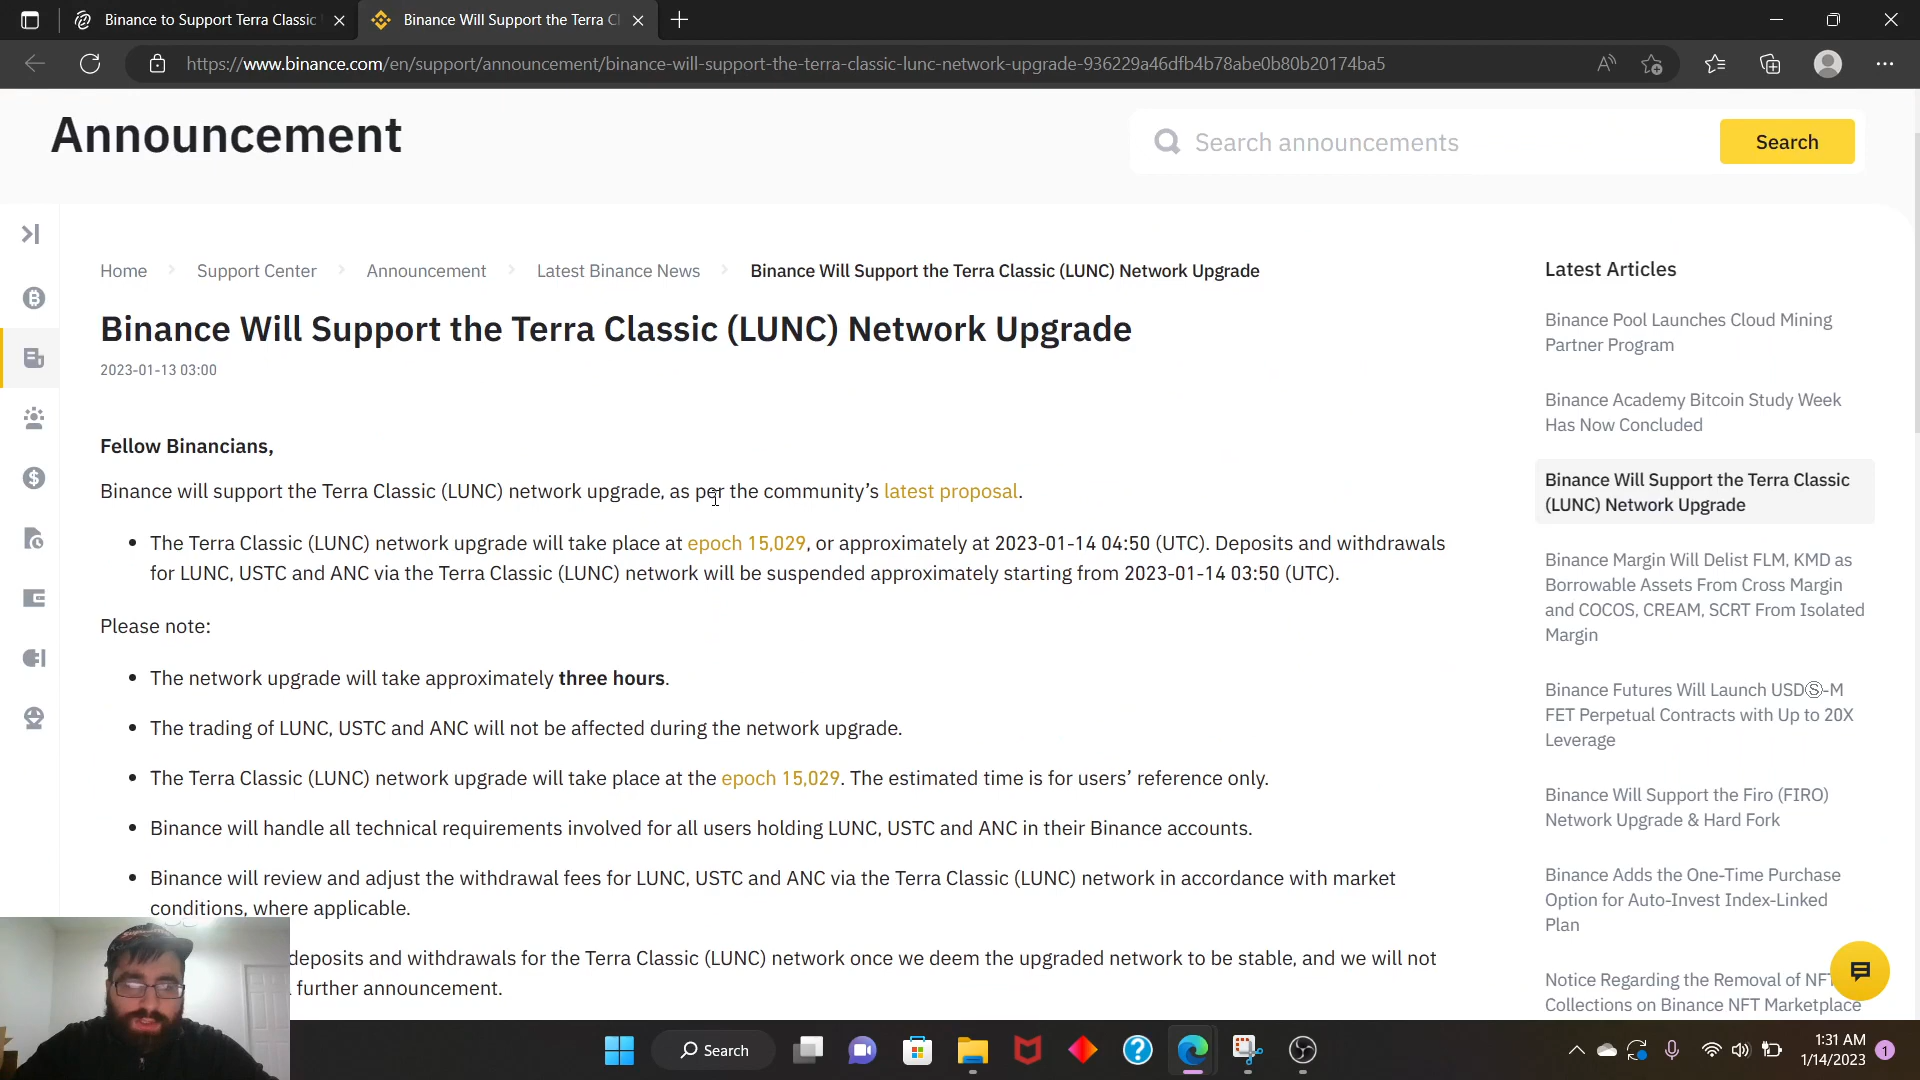 Binance to Support Terra Classic
Binance Will Support the Terra Cl
https://www.binance.com/en/support/announcement/binance-will-support-the-terra-classic-lunc-network-upgrade-936229a46dfb4b78abe0b80b20174ba5
Announcement
Search announcements
Search
Home
Support Center
Announcement
Latest Binance News
Binance Will Support the Terra Classic (LUNC) Network Upgrade
Binance Will Support the Terra Classic (LUNC) Network Upgrade
2023-01-13 03:00
Fellow Binancians,
Binance will support the Terra Classic (LUNC) network upgrade, as per the community's latest proposal.
• The Terra Classic (LUNC) network upgrade will take place at epoch 15,029, or approximately at 2023-01-14 04:50 (UTC). Deposits and withdrawals
for LUNC, USTC and ANC via the Terra Classic (LUNC) network will be suspended approximately starting from 2023-01-14 03:50 (UTC).
Please note:
• The network upgrade will take approximately three hours.
• The trading of LUNC, USTC and ANC will not be affected during the network upgrade.
• The Terra Classic (LUNC) network upgrade will take place at the epoch 15,029. The estimated time is for users' reference only.
• Binance will handle all technical requirements involved for all users holding LUNC, USTC and ANC in their Binance accounts.
• Binance will review and adjust the withdrawal fees for LUNC, USTC and ANC via the Terra Classic (LUNC) network in accordance with market
conditions, where applicable.
deposits and withdrawals for the Terra Classic (LUNC) network once we deem the upgraded network to be stable, and we will not
further announcement.
Latest Articles
Binance Pool Launches Cloud Mining
Partner Program
Binance Academy Bitcoin Study Week
Has Now Concluded
Binance Will Support the Terra Classic
(LUNC) Network Upgrade
Binance Margin Will Delist FLM, KMD as
Borrowable Assets From Cross Margin
and COCOS, CREAM, SCRT From Isolated
Margin
Binance Futures Will Launch USDⓈ-M
FET Perpetual Contracts with Up to 20X
Leverage
Binance Will Support the Firo (FIRO)
Network Upgrade & Hard Fork
Binance Adds the One-Time Purchase
Option for Auto-Invest Index-Linked
Plan
Notice Regarding the Removal of NFT
Collections on Binance NFT Marketplace
Search
1:31 AM
1/14/2023
1